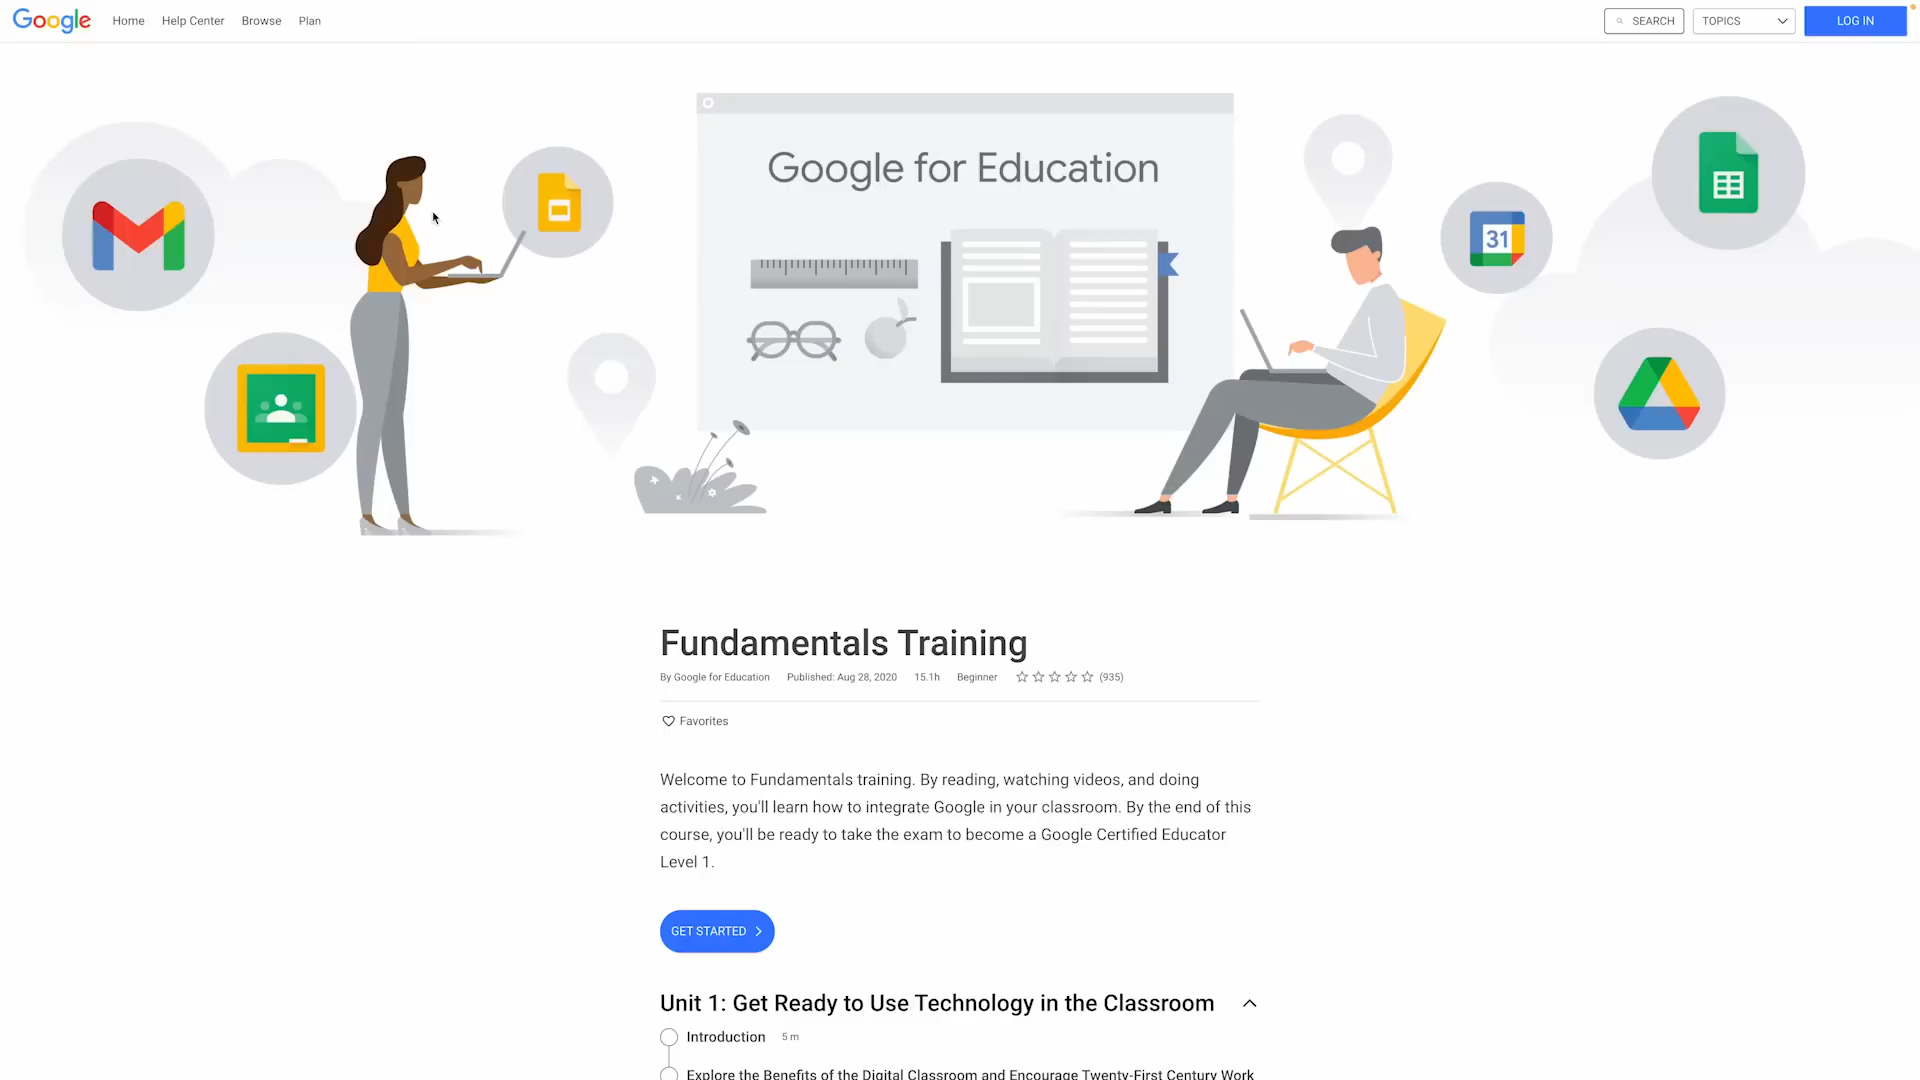 Google Home Help Center Browse Plan SEARCH TOPICS LOG IN
Google for Education
31
Fundamentals Training
By Google for Education Published: Aug 28, 2020 15.1h Beginner (935)
Favorites
Welcome to Fundamentals training. By reading, watching videos, and doing
activities, you'll learn how to integrate Google in your classroom. By the end of this
course, you'll be ready to take the exam to become a Google Certified Educator
Level 1.
GET STARTED
Unit 1: Get Ready to Use Technology in the Classroom
Introduction 5 m
Explore the Benefits of the Digital Classroom and Encourage Twenty-First Century Work